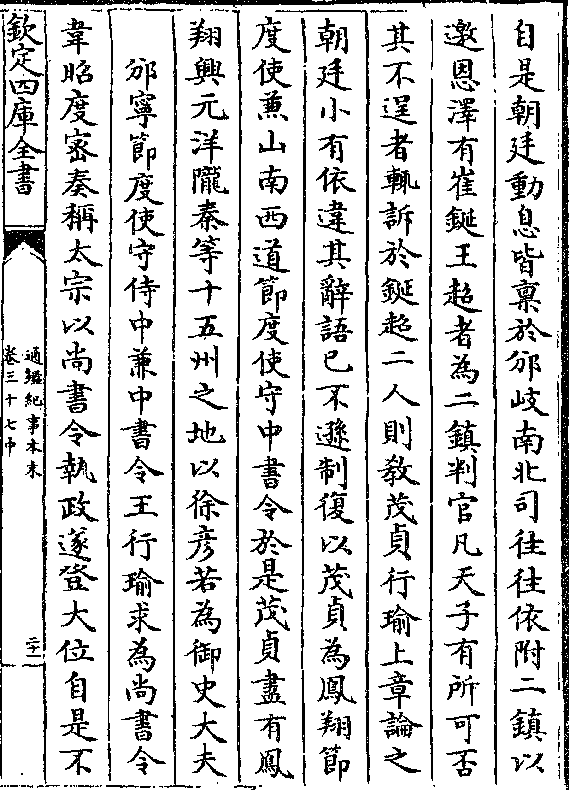 自是朝廷動息皆稟於邠岐南北司往往依附二鎮以
邀恩澤有崔鋋王超者為二鎮判官凡天子有所可否
其不逞者輒訴於鋋超二人則敎茂貞行瑜上章論之
朝廷小有依違其辭語已不遜制復以茂貞為鳳翔節
度使兼山南西道節度使守中書令於是茂貞盡有鳳
翔興元洋隴秦等十五州之地以徐彦若為御史大夫
邠寧節度使守侍中兼中書令王行瑜求為尚書令
韋昭度宻奏稱太宗以尚書令執政遂登大位自是不
欽定四庫全書
通鑑紀事本末
卷三十七中
二十